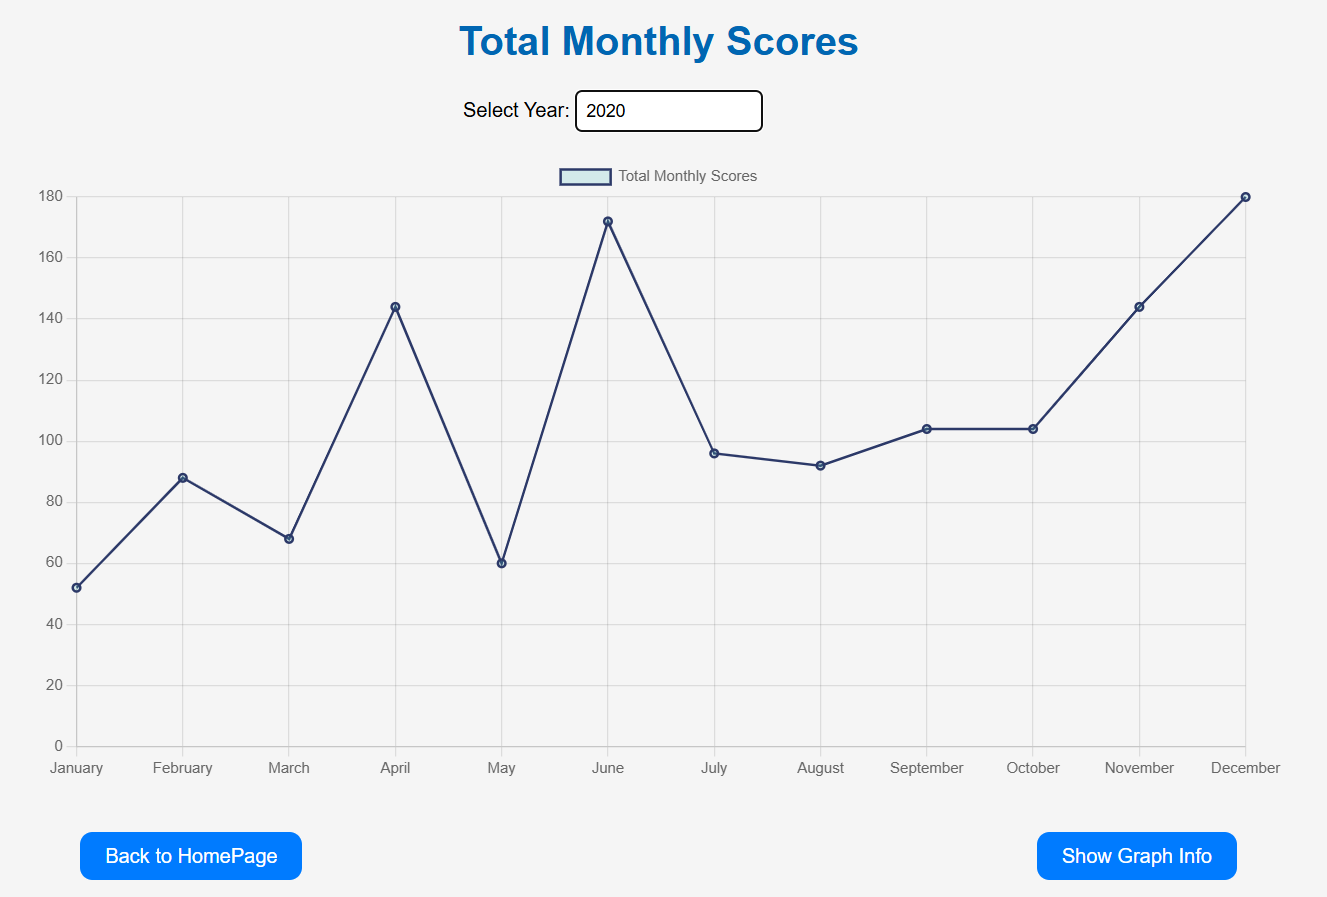 Total Monthly Scores
Select Year: 2020
Total Monthly Scores
180
160
140
120
100
80
60
40
20
0
January February March April May June July August September October November December
Back to HomePage Show Graph Info